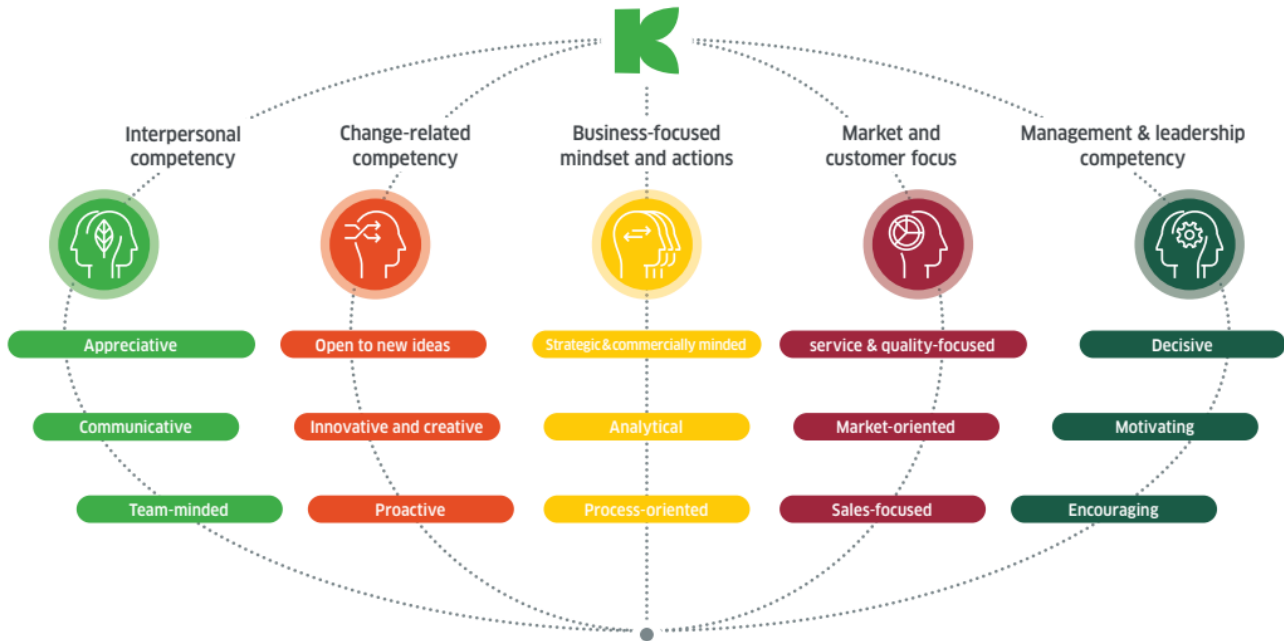 K
Interpersonal
competency
Change-related
competency
Business-focused
mindset and actions
Market and
customer focus
Management & leadership
competency
Appreciative
Open to new ideas
Strategic & commercially minded
service & quality-focused
Decisive
Communicative
Innovative and creative
Analytical
Market-oriented
Motivating
Team-minded
Proactive
Process-oriented
Sales-focused
Encouraging